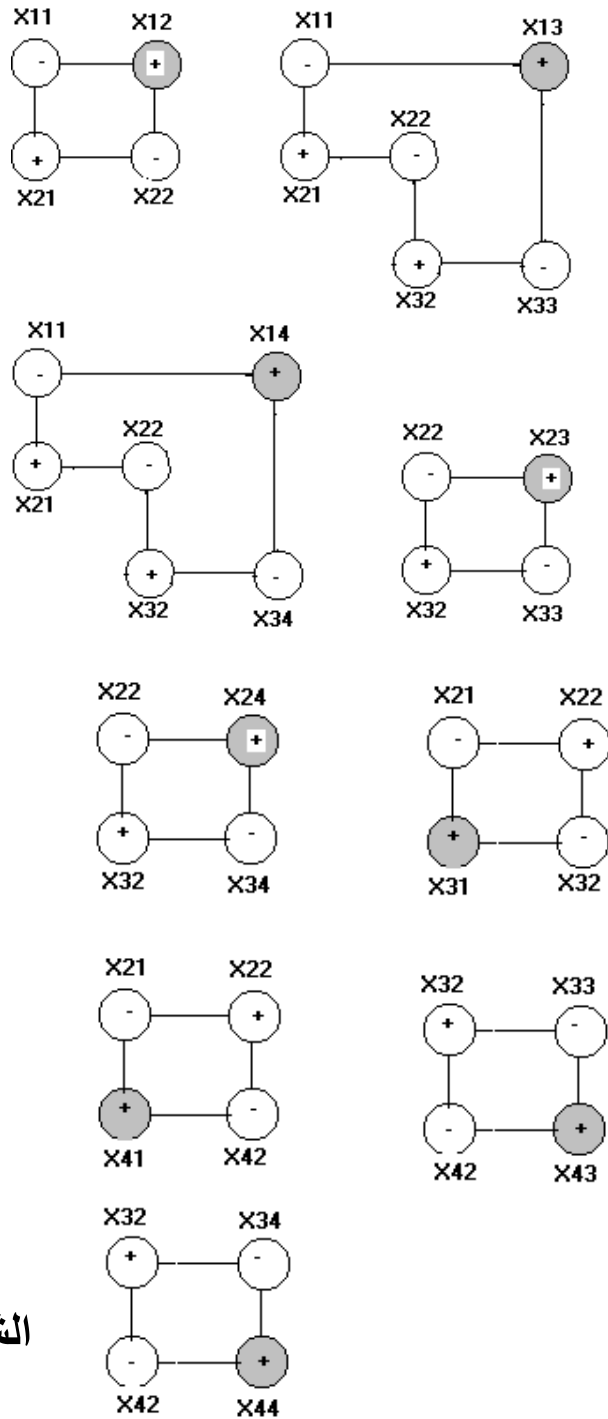 X11 X12 X11 X13
- + - +
X22
+ - + -
X21 X22 X21
+ -
X32 X33
X11 X14
- +
X22 X22 X23
+ - - +
X21
+ - + -
X32 X34 X32 X33
X22 X24 X21 X22
- + - +
+ - + -
X32 X34 X31 X32
X21 X22 X32 X33
- + + -
+ - - +
X41 X42 X42 X43
X32 X34
+ -
- +
X42 X44